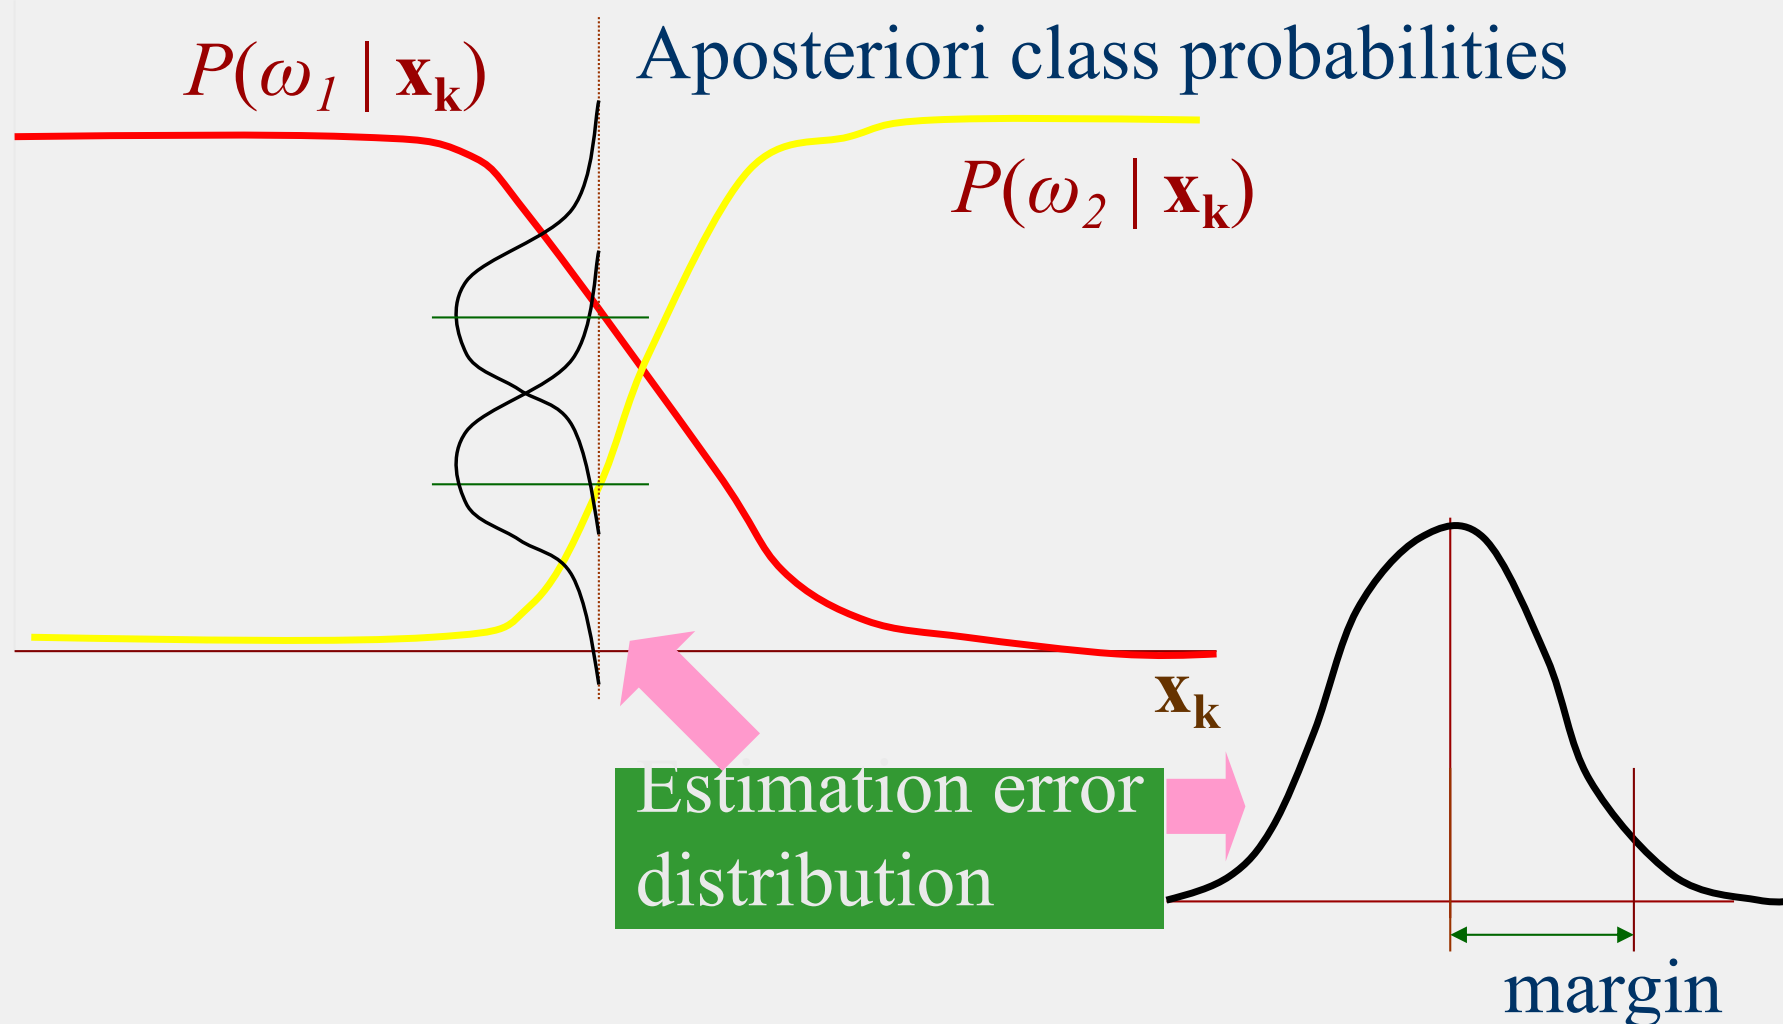 Aposteriori class probabilities
P(ω₁ | xₖ)
P(ω₂ | xₖ)
xₖ
Estimation error
distribution
margin